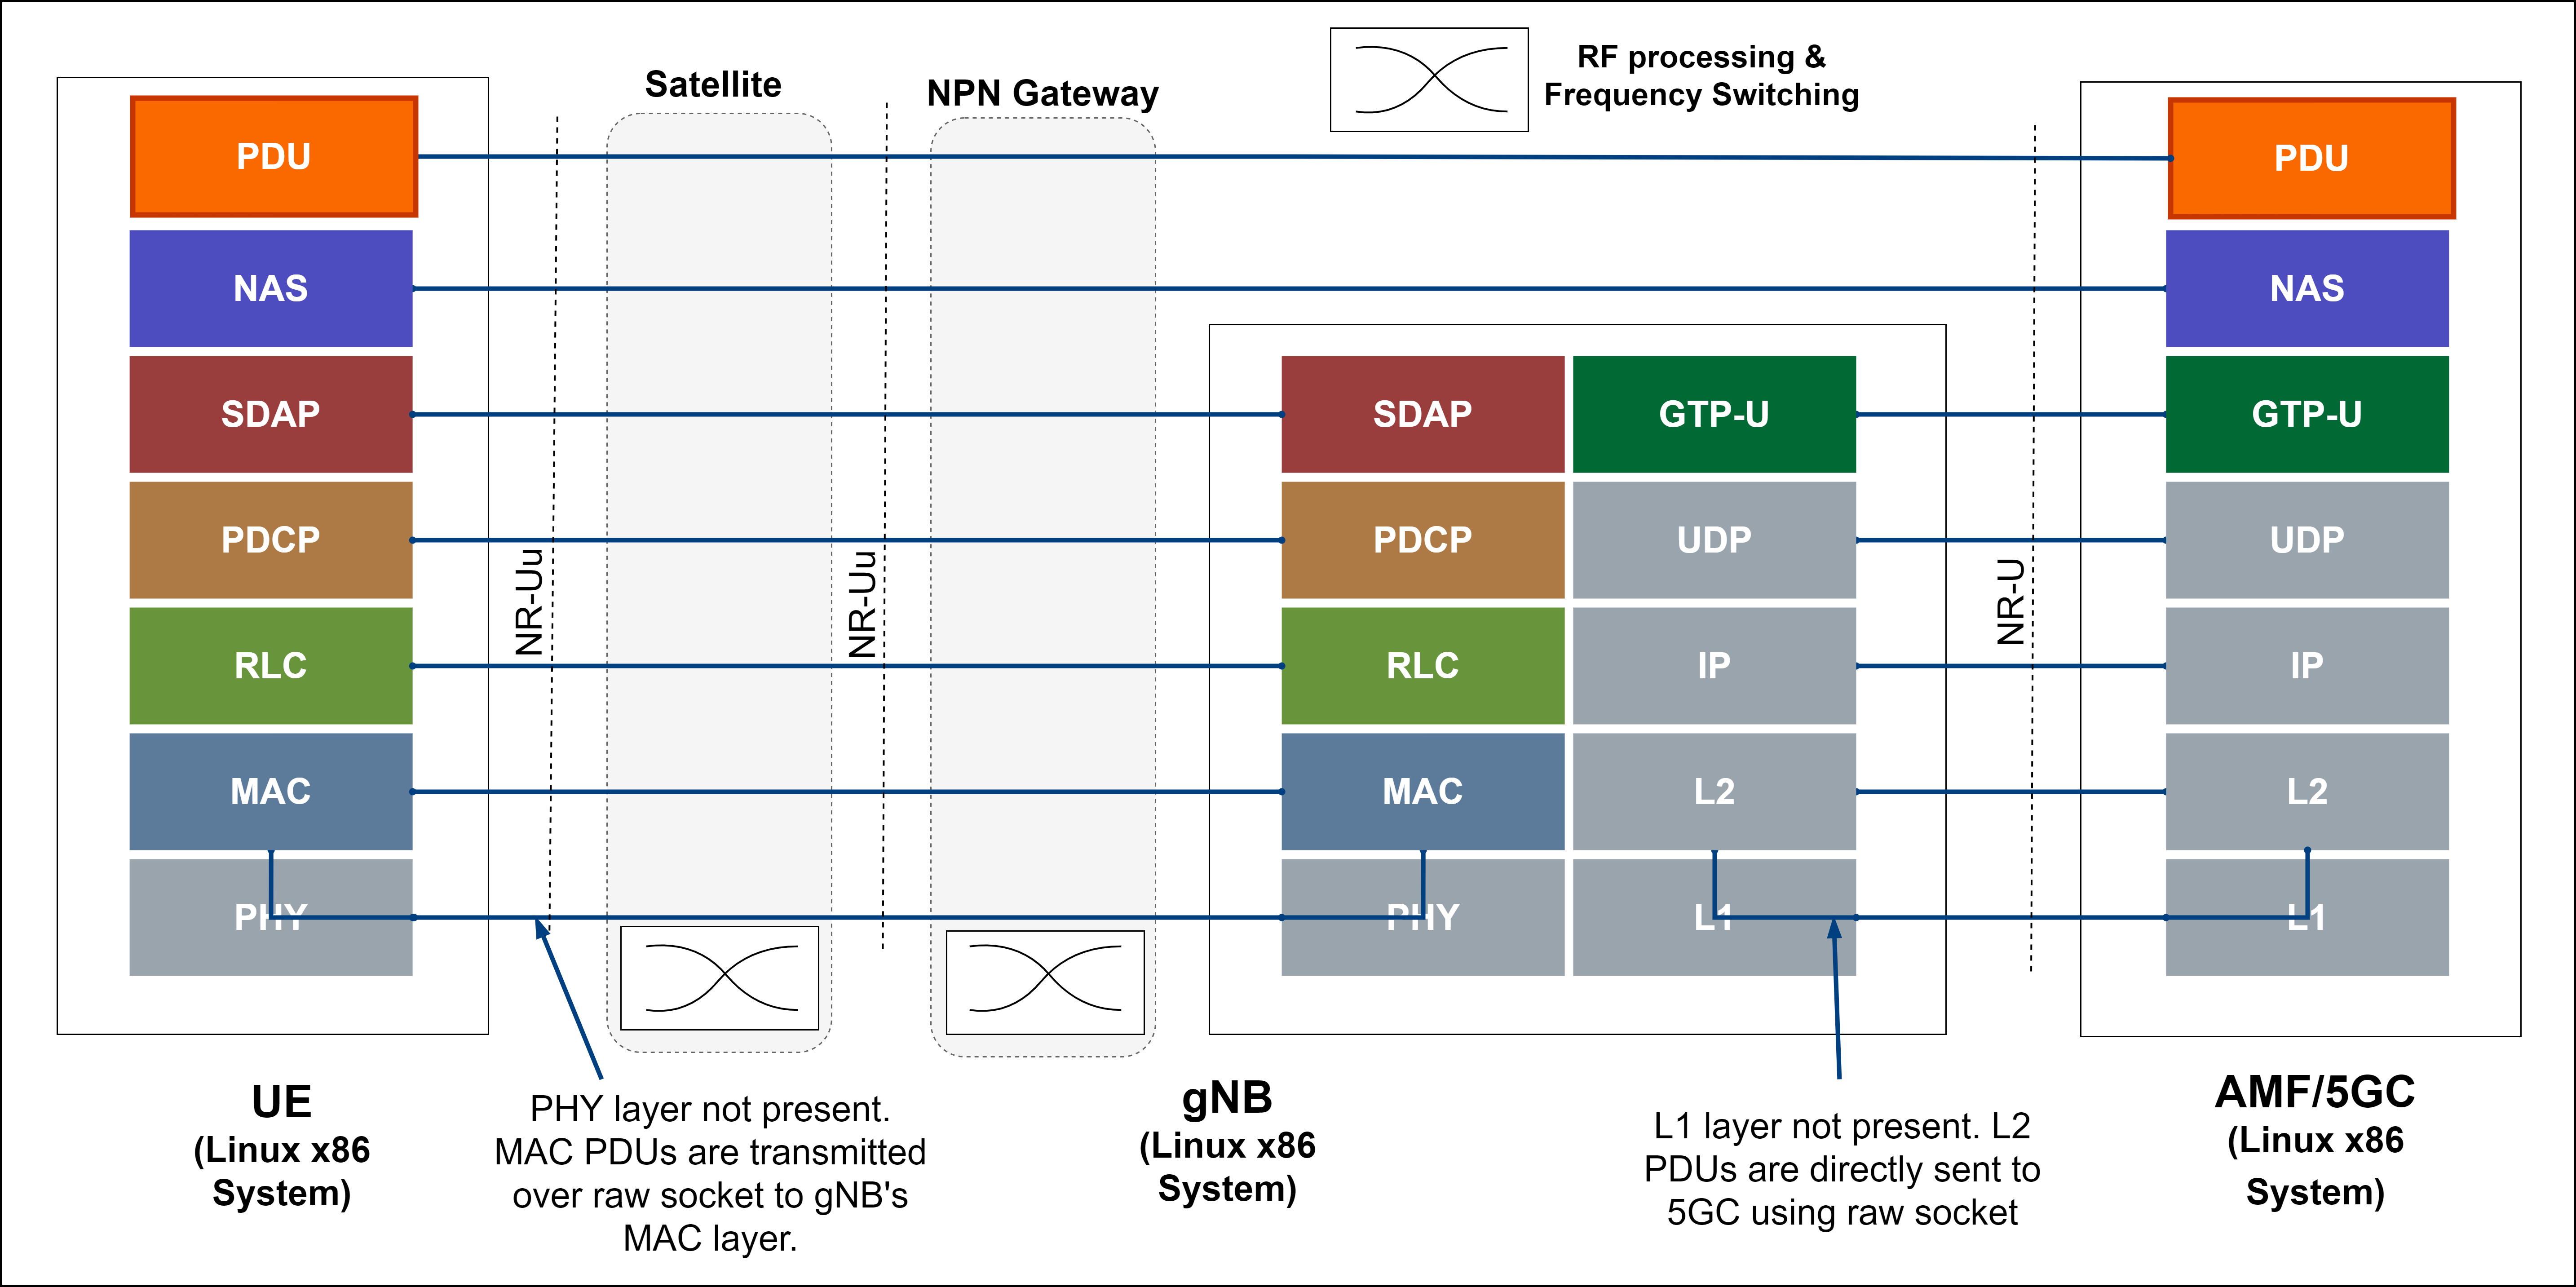 RF processing &
Frequency Switching
Satellite
NPN Gateway
PDU
NAS
SDAP
PDCP
RLC
MAC
PHY
NR-Uu
NR-Uu
SDAP
GTP-U
PDCP
UDP
RLC
IP
MAC
L2
PHY
L1
NR-U
PDU
NAS
GTP-U
UDP
IP
L2
L1
UE
(Linux x86
System)
PHY layer not present.
MAC PDUs are transmitted
over raw socket to gNB's
MAC layer.
gNB
(Linux x86
System)
L1 layer not present. L2
PDUs are directly sent to
5GC using raw socket
AMF/5GC
(Linux x86
System)